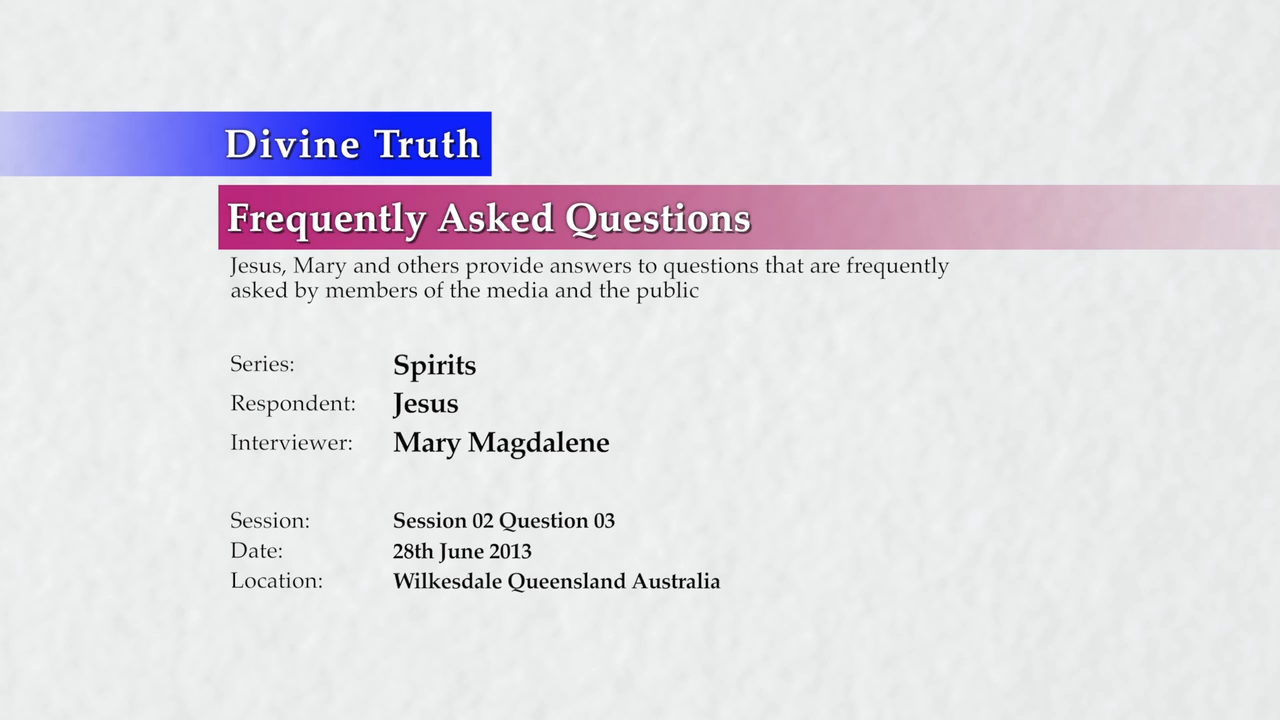 Divine Truth
Frequently Asked Questions
Jesus, Mary and others provide answers to questions that are frequently
asked by members of the media and the public
Series: Spirits
Respondent: Jesus
Interviewer: Mary Magdalene
Session: Session 02 Question 03
Date: 28th June 2013
Location: Wilkesdale Queensland Australia